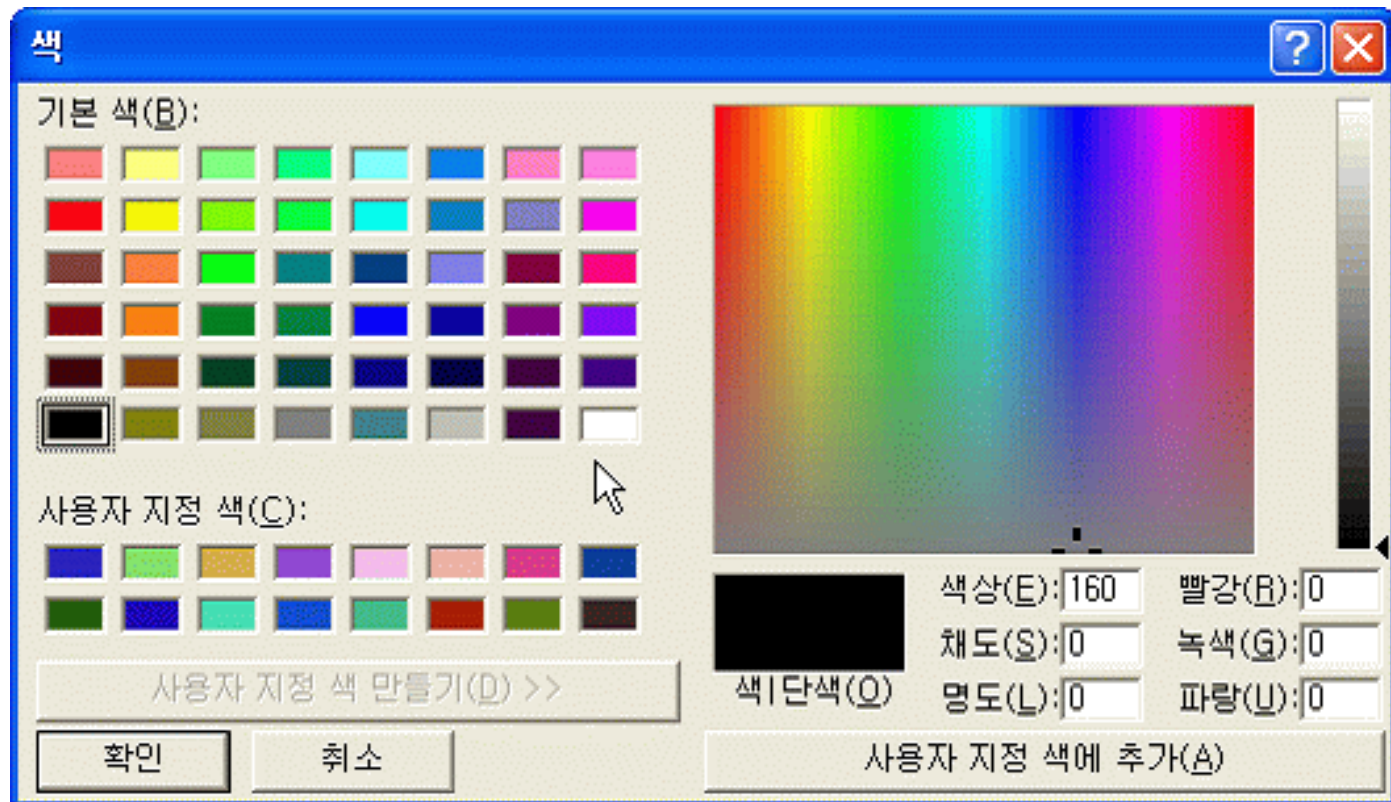 색
기본 색(B):
사용자 지정 색(C):
사용자 지정 색 만들기(D) >>
확인
취소
색|단색(O)
색상(E): 160
채도(S): 0
명도(L): 0
빨강(R): 0
녹색(G): 0
파랑(U): 0
사용자 지정 색에 추가(A)